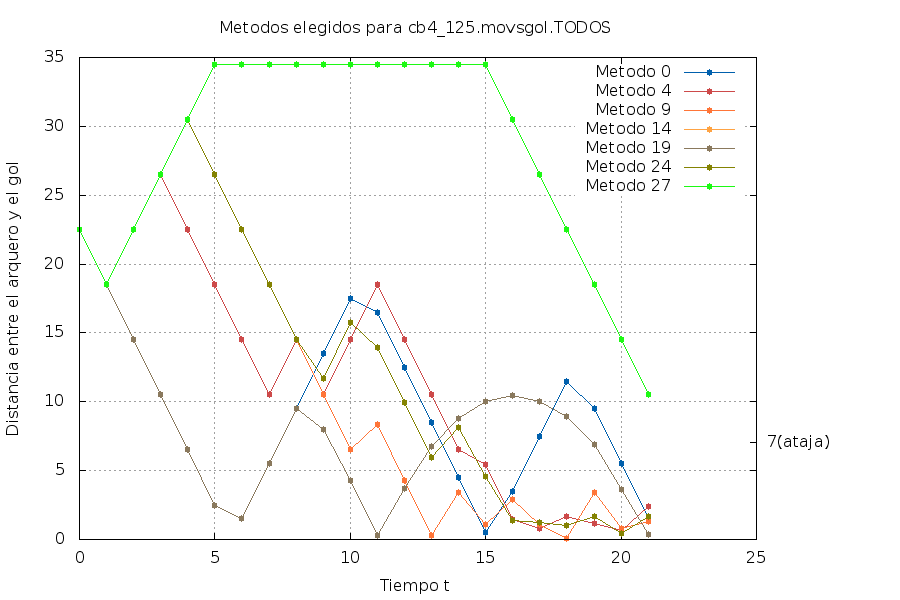 Metodos elegidos para cb4_125.movsgol.TODOS
Distancia entre el arquero y el gol
35
30
25
20
15
10
5
0
Metodo 0
Metodo 4
Metodo 9
Metodo 14
Metodo 19
Metodo 24
Metodo 27
7(ataja)
0 5 10 15 20 25
Tiempo t